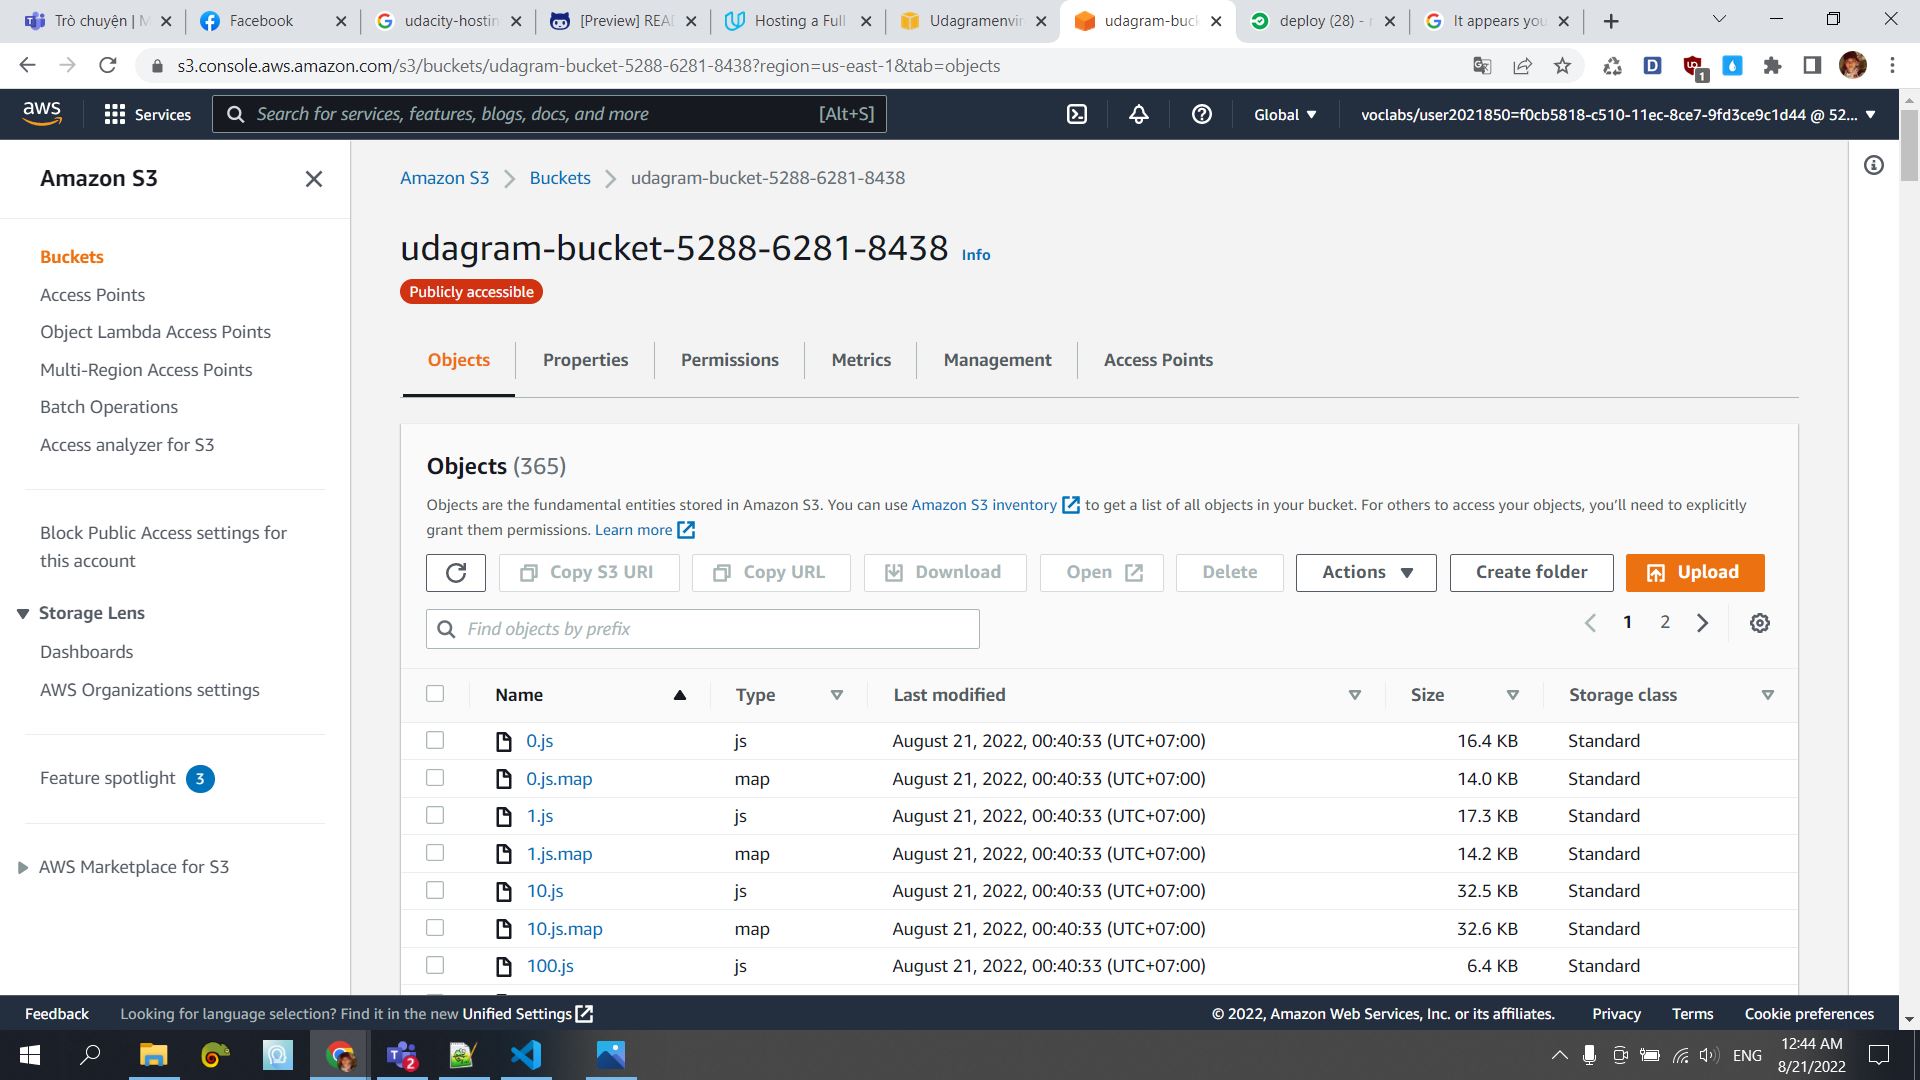 Trò chuyện | M
Facebook
udacity-hostin
[Preview] REA
Hosting a Full
Udagramenvir
udagram-buck
deploy (28) - r
It appears you
s3.console.aws.amazon.com/s3/buckets/udagram-bucket-5288-6281-8438?region=us-east-1&tab=objects
1
aws
Services
Search for services, features, blogs, docs, and more
[Alt+S]
Global
voclabs/user2021850=f0cb5818-c510-11ec-8ce7-9fd3ce9c1d44 @ 52...
Amazon S3
Buckets
Access Points
Object Lambda Access Points
Multi-Region Access Points
Batch Operations
Access analyzer for S3
Block Public Access settings for
this account
Storage Lens
Dashboards
AWS Organizations settings
Feature spotlight 3
AWS Marketplace for S3
Amazon S3 > Buckets > udagram-bucket-5288-6281-8438
udagram-bucket-5288-6281-8438 Info
Publicly accessible
Objects
Properties
Permissions
Metrics
Management
Access Points
Objects (365)
Objects are the fundamental entities stored in Amazon S3. You can use Amazon S3 inventory to get a list of all objects in your bucket. For others to access your objects, you’ll need to explicitly
grant them permissions. Learn more
Copy S3 URI
Copy URL
Download
Open
Delete
Actions
Create folder
Upload
Find objects by prefix
1 2
Name Type Last modified Size Storage class
0.js js August 21, 2022, 00:40:33 (UTC+07:00) 16.4 KB Standard
0.js.map map August 21, 2022, 00:40:33 (UTC+07:00) 14.0 KB Standard
1.js js August 21, 2022, 00:40:33 (UTC+07:00) 17.3 KB Standard
1.js.map map August 21, 2022, 00:40:33 (UTC+07:00) 14.2 KB Standard
10.js js August 21, 2022, 00:40:33 (UTC+07:00) 32.5 KB Standard
10.js.map map August 21, 2022, 00:40:33 (UTC+07:00) 32.6 KB Standard
100.js js August 21, 2022, 00:40:33 (UTC+07:00) 6.4 KB Standard
Feedback
Looking for language selection? Find it in the new Unified Settings
© 2022, Amazon Web Services, Inc. or its affiliates.
Privacy
Terms
Cookie preferences
2
ENG
12:44 AM
8/21/2022